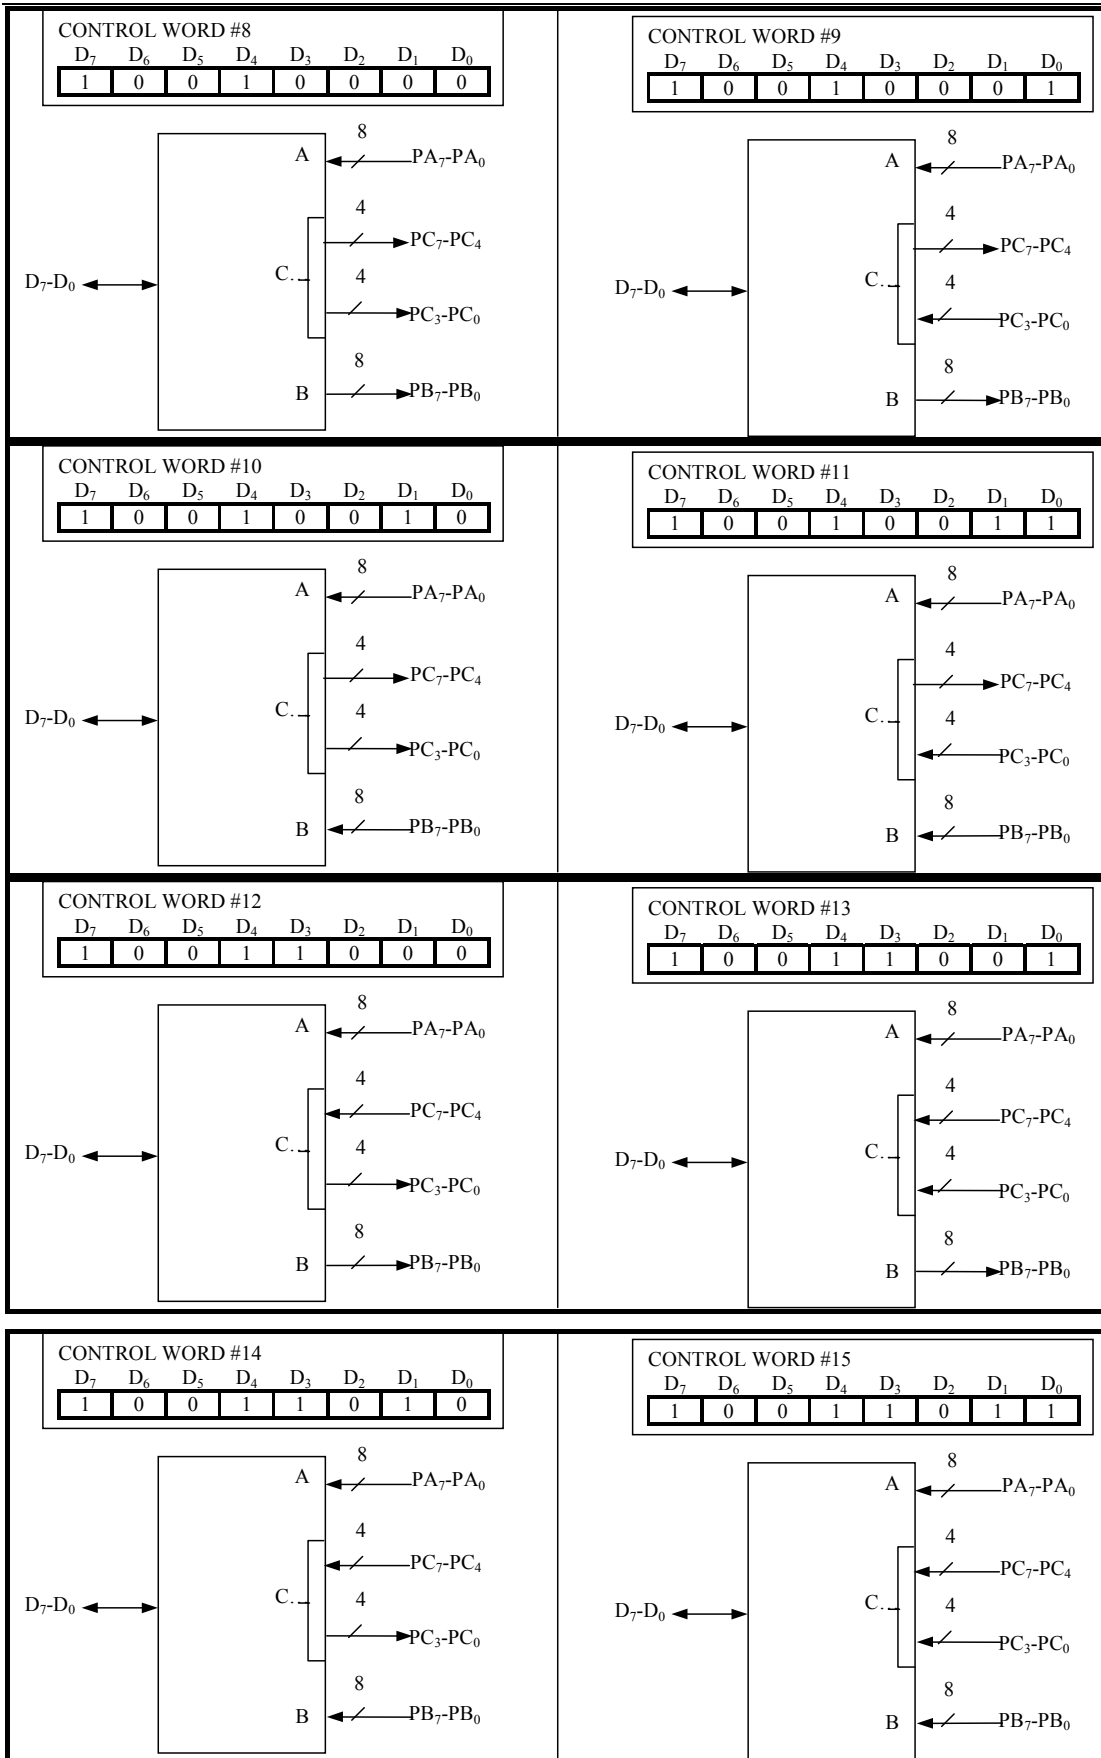 CONTROL WORD #8
D7 D6 D5 D4 D3 D2 D1 D0
1 0 0 1 0 0 0 0
8
A PA7-PA0
4
PC7-PC4
D7-D0 C... 4
PC3-PC0
8
B PB7-PB0
CONTROL WORD #9
D7 D6 D5 D4 D3 D2 D1 D0
1 0 0 1 0 0 0 1
8
A PA7-PA0
4
PC7-PC4
D7-D0 C... 4
PC3-PC0
8
B PB7-PB0
CONTROL WORD #10
D7 D6 D5 D4 D3 D2 D1 D0
1 0 0 1 0 0 1 0
8
A PA7-PA0
4
PC7-PC4
D7-D0 C... 4
PC3-PC0
8
B PB7-PB0
CONTROL WORD #11
D7 D6 D5 D4 D3 D2 D1 D0
1 0 0 1 0 0 1 1
8
A PA7-PA0
4
PC7-PC4
D7-D0 C... 4
PC3-PC0
8
B PB7-PB0
CONTROL WORD #12
D7 D6 D5 D4 D3 D2 D1 D0
1 0 0 1 1 0 0 0
8
A PA7-PA0
4
PC7-PC4
D7-D0 C... 4
PC3-PC0
8
B PB7-PB0
CONTROL WORD #13
D7 D6 D5 D4 D3 D2 D1 D0
1 0 0 1 1 0 0 1
8
A PA7-PA0
4
PC7-PC4
D7-D0 C... 4
PC3-PC0
8
B PB7-PB0
CONTROL WORD #14
D7 D6 D5 D4 D3 D2 D1 D0
1 0 0 1 1 0 1 0
8
A PA7-PA0
4
PC7-PC4
D7-D0 C... 4
PC3-PC0
8
B PB7-PB0
CONTROL WORD #15
D7 D6 D5 D4 D3 D2 D1 D0
1 0 0 1 1 0 1 1
8
A PA7-PA0
4
PC7-PC4
D7-D0 C... 4
PC3-PC0
8
B PB7-PB0